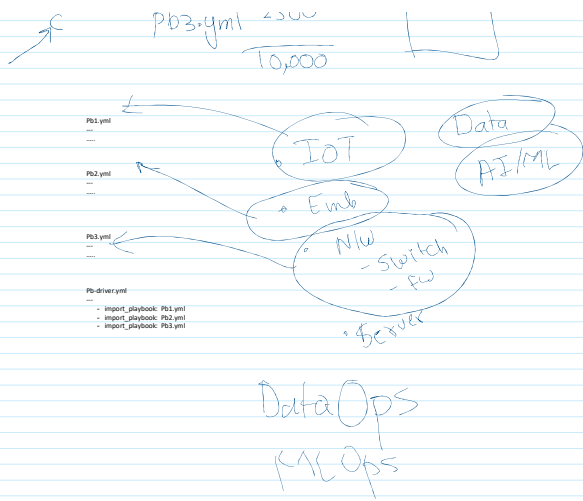 C
Pb3.yml
10,000
Pb1.yml
---
----
IOT
Data
AI/ML
Pb2.yml
---
----
Emb
Pb3.yml
---
----
N/W
- Switch
- FW
Pb-driver.yml
---
- import_playbook: Pb1.yml
- import_playbook: Pb2.yml
- import_playbook: Pb3.yml
Server
DataOps
MLOps